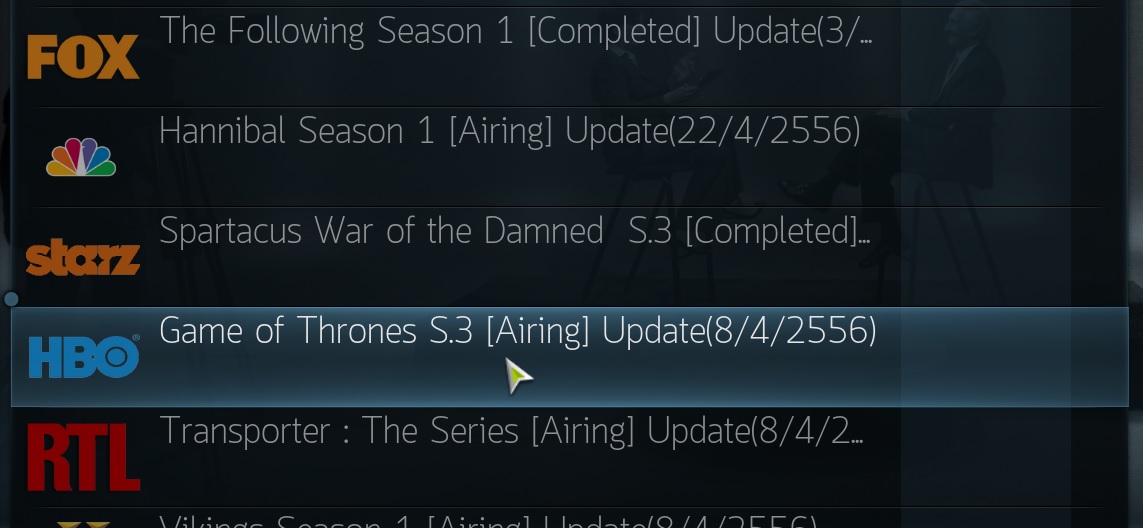 FOX
The Following Season 1 [Completed] Update(3/...
Hannibal Season 1 [Airing] Update(22/4/2556)
starz
Spartacus War of the Damned  S.3 [Completed]...
HBO®
Game of Thrones S.3 [Airing] Update(8/4/2556)
RTL
Transporter : The Series [Airing] Update(8/4/2...
Vikings Season 1 [Airing] Update(8/4/2556)